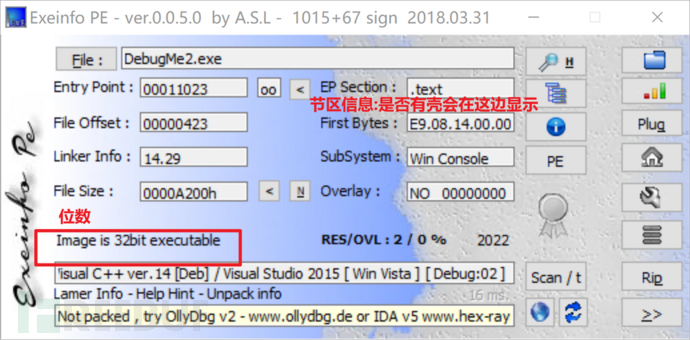 Exeinfo PE - ver.0.0.5.0 by A.S.L - 1015+67 sign 2018.03.31
File : DebugMe2.exe
H
Entry Point : 00011023 oo < EP Section : .text
节区信息:是否有壳会在这边显示
File Offset : 00000423 First Bytes : E9.08.14.00.00
Plug
Linker Info : 14.29 SubSystem : Win Console
PE
File Size : 0000A200h < N Overlay : NO 00000000
位数
Image is 32bit executable RES/OVL : 2 / 0 % 2022
isual C++ ver.14 [Deb] / Visual Studio 2015 [ Win Vista ] [ Debug:02 ]
Scan / t
Rip
Lamer Info - Help Hint - Unpack info 16 ms.
Not packed , try OllyDbg v2 - www.ollydbg.de or IDA v5 www.hex-ray
>>
Exeinfo Pe